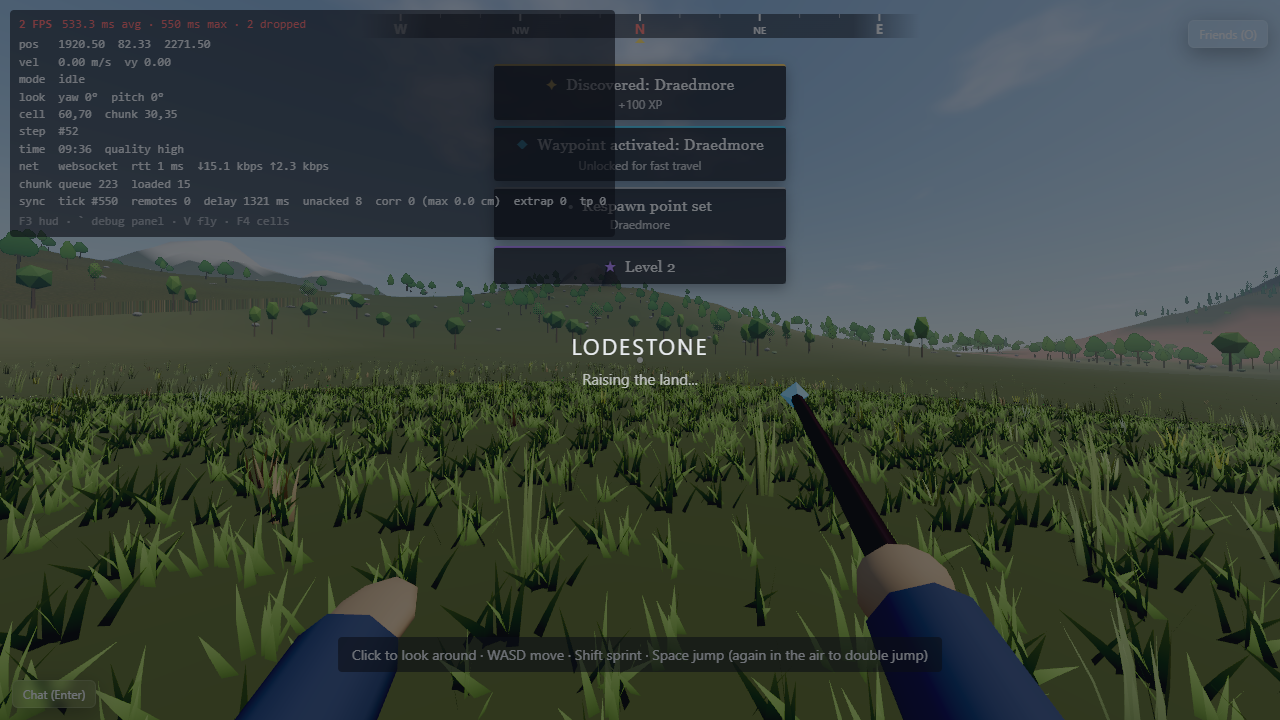 2 FPS 533.3 ms avg · 550 ms max · 2 dropped
pos 1920.50 82.33 2271.50
vel 0.00 m/s vy 0.00
mode idle
look yaw 0° pitch 0°
cell 60,70 chunk 30,35
step #52
time 09:36 quality high
net websocket rtt 1 ms ↓15.1 kbps ↑2.3 kbps
chunk queue 223 loaded 15
sync tick #550 remotes 0 delay 1321 ms unacked 8 corr 0 (max 0.0 cm) extrap 0 tp 0
F3 hud · ` debug panel · V fly · F4 cells
W NW N NE E
Friends (O)
Discovered: Draedmore
+100 XP
Waypoint activated: Draedmore
Unlocked for fast travel
Respawn point set
Draedmore
Level 2
LODESTONE
Raising the land...
Click to look around · WASD move · Shift sprint · Space jump (again in the air to double jump)
Chat (Enter)